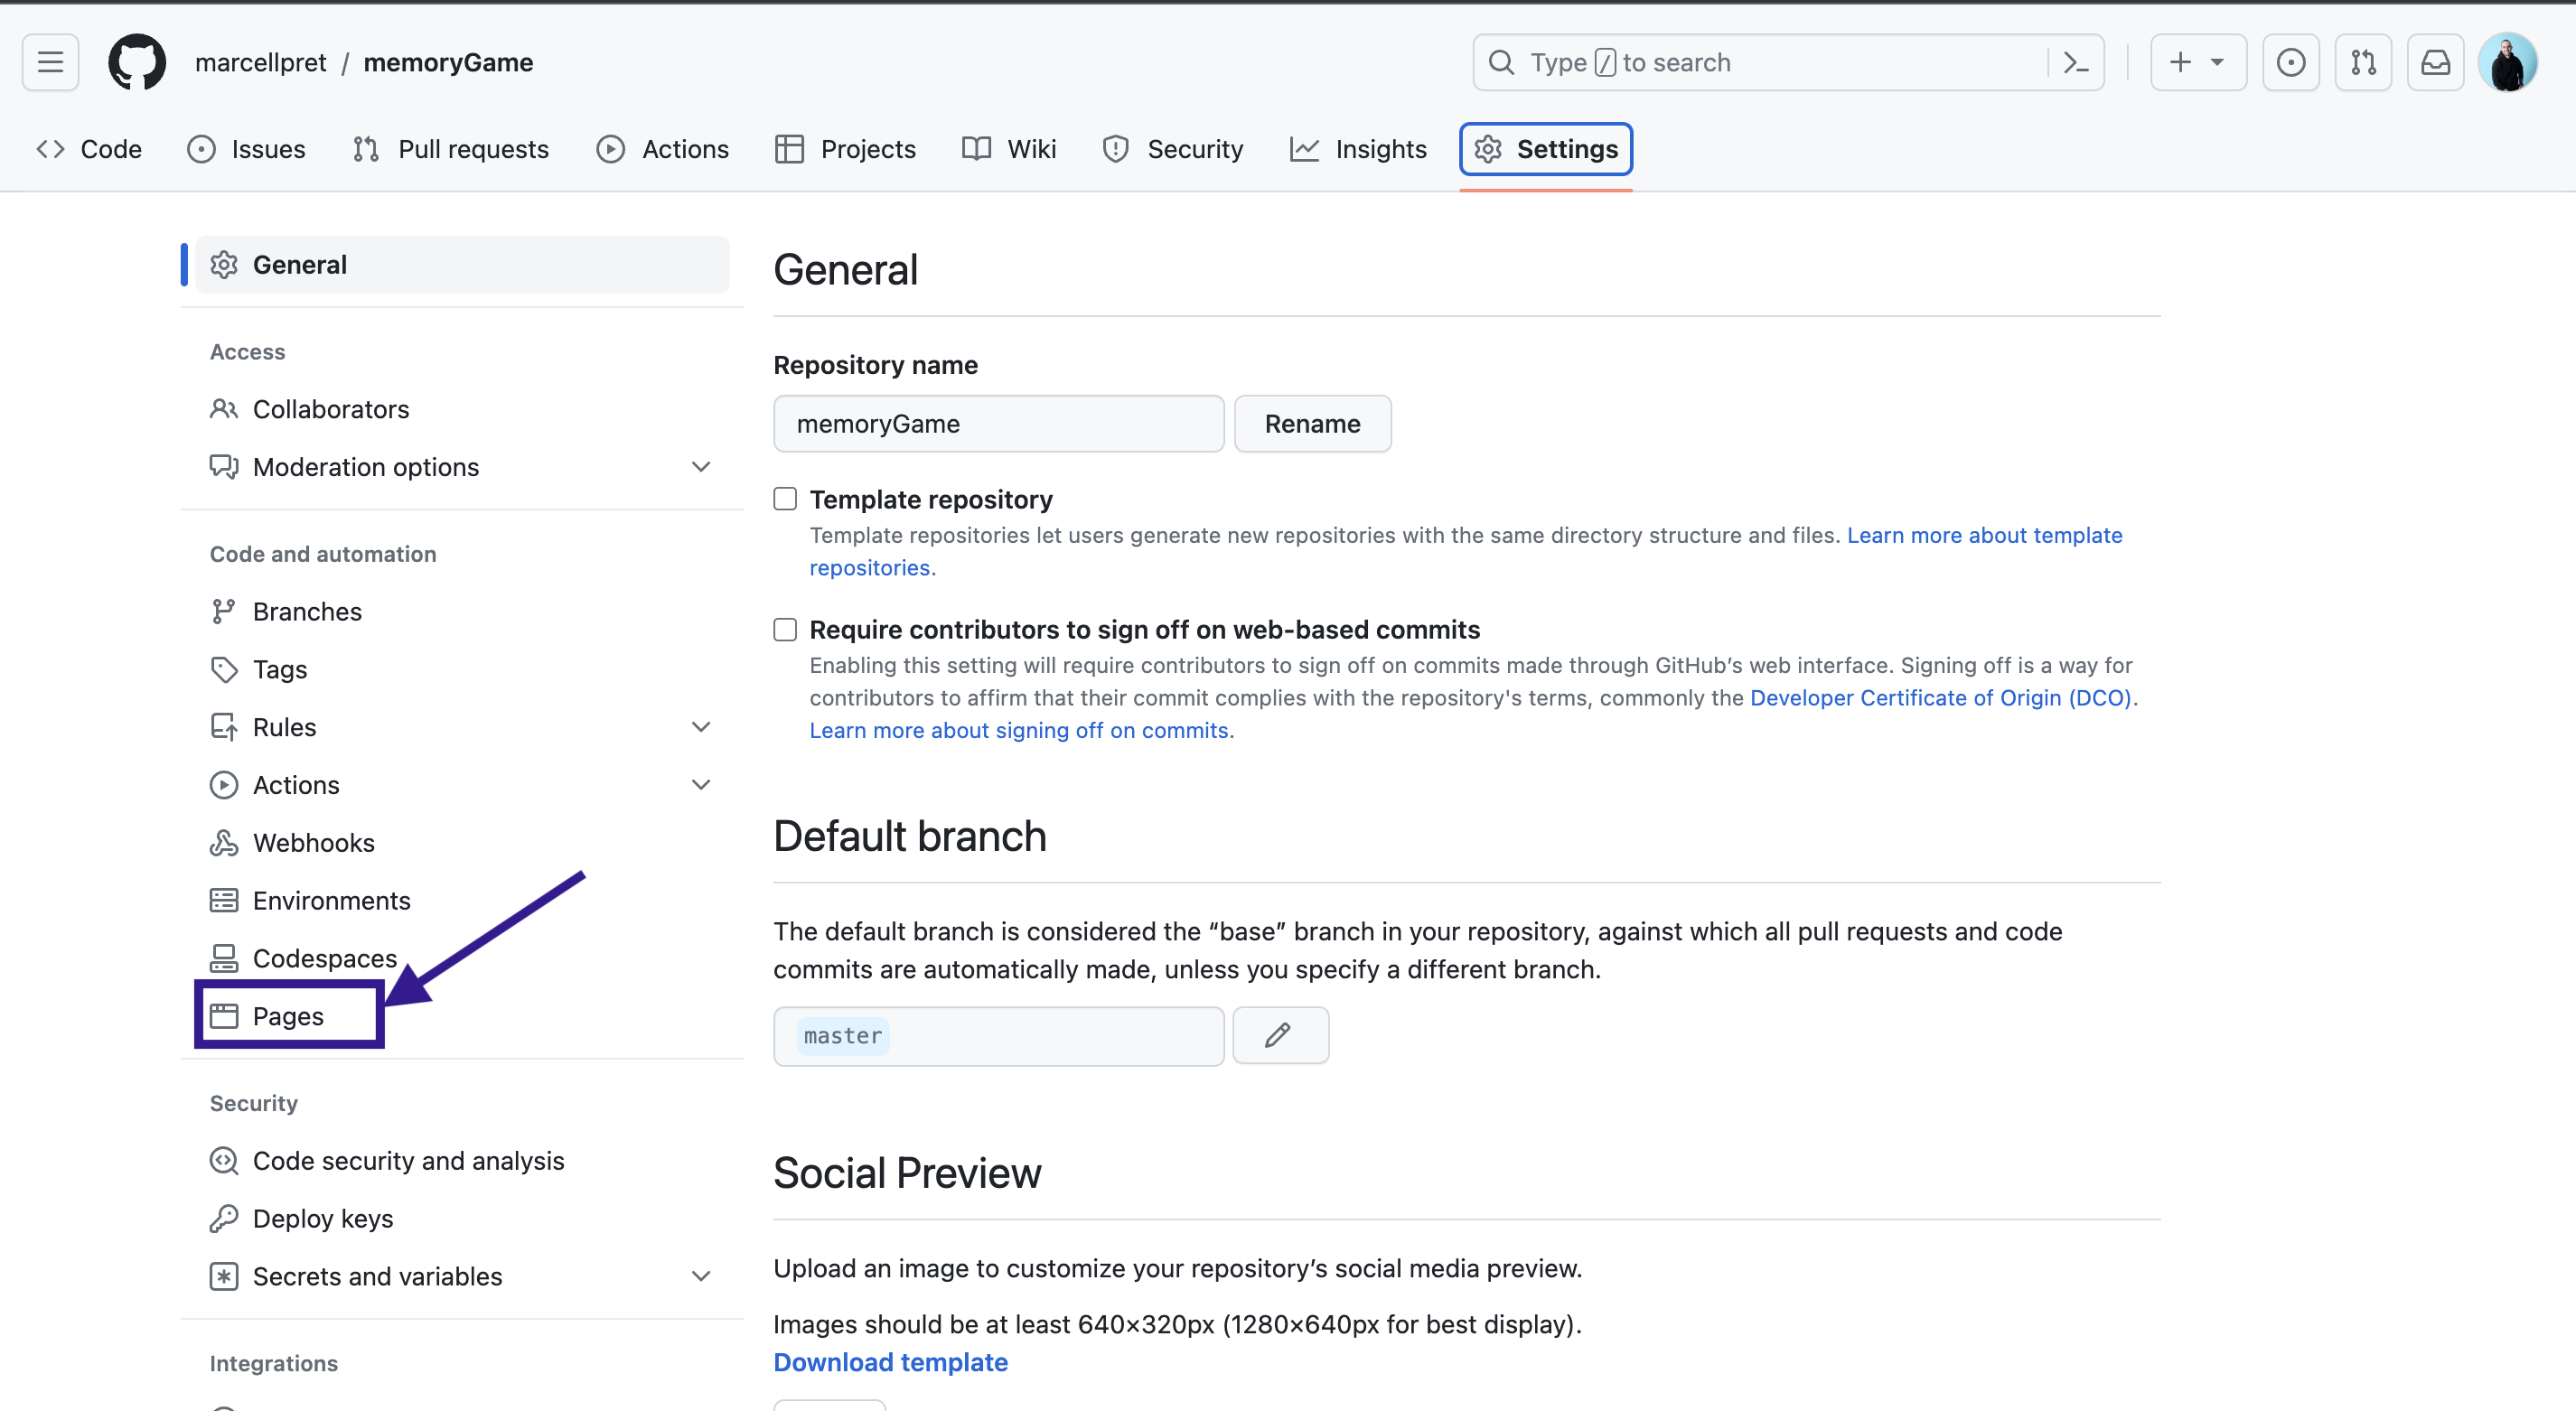 marcellpret / memoryGame
Type / to search
Code
Issues
Pull requests
Actions
Projects
Wiki
Security
Insights
Settings
General
Access
Collaborators
Moderation options
Code and automation
Branches
Tags
Rules
Actions
Webhooks
Environments
Codespaces
Pages
Security
Code security and analysis
Deploy keys
Secrets and variables
Integrations
General
Repository name
memoryGame
Rename
Template repository
Template repositories let users generate new repositories with the same directory structure and files. Learn more about template
repositories.
Require contributors to sign off on web-based commits
Enabling this setting will require contributors to sign off on commits made through GitHub’s web interface. Signing off is a way for
contributors to affirm that their commit complies with the repository's terms, commonly the Developer Certificate of Origin (DCO).
Learn more about signing off on commits.
Default branch
The default branch is considered the “base” branch in your repository, against which all pull requests and code
commits are automatically made, unless you specify a different branch.
master
Social Preview
Upload an image to customize your repository’s social media preview.
Images should be at least 640×320px (1280×640px for best display).
Download template